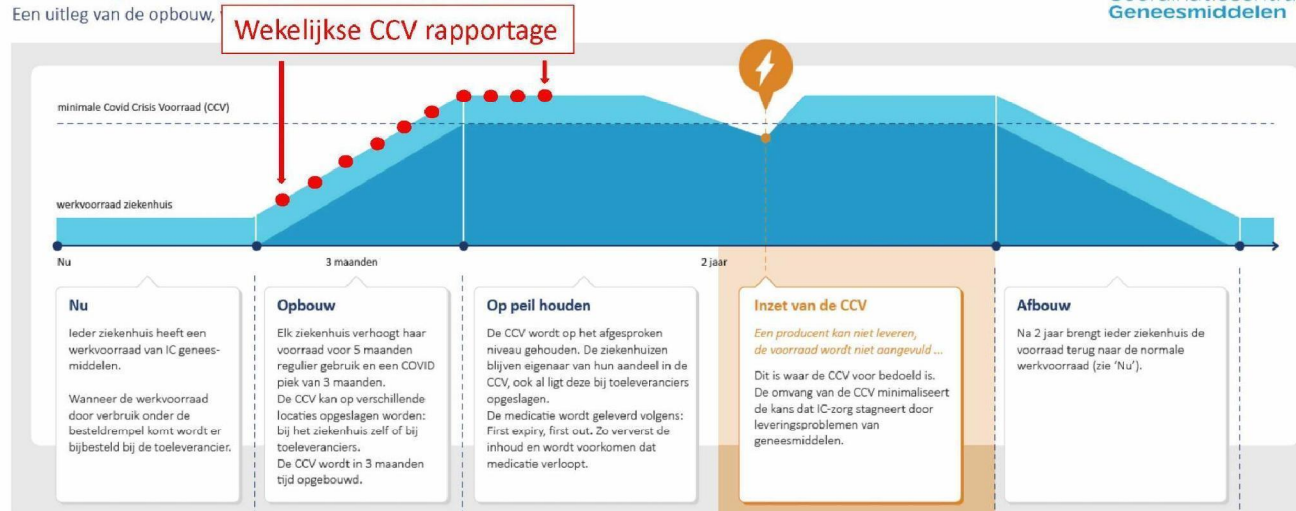 Een uitleg van de opbouw,
Geneesmiddelen
Wekelijkse CCV rapportage
minimale Covid Crisis Voorraad (CCV)
werkvoorraad ziekenhuis
Nu
3 maanden
2 jaar
Nu
Ieder ziekenhuis heeft een
werkvoorraad van IC genees-
middelen.
Wanneer de werkvoorraad
door verbruik onder de
besteldrempel komt wordt er
bijbesteld bij de toeleverancier.
Opbouw
Elk ziekenhuis verhoogt haar
voorraad voor 5 maanden
regulier gebruik en een COVID
piek van 3 maanden.
De CCV kan op verschillende
locaties opgeslagen worden:
bij het ziekenhuis zelf of bij
toeleveranciers.
De CCV wordt in 3 maanden
tijd opgebouwd.
Op peil houden
De CCV wordt op het afgesproken
niveau gehouden. De ziekenhuizen
blijven eigenaar van hun aandeel in de
CCV, ook al ligt deze bij toeleveranciers
opgeslagen.
De medicatie wordt geleverd volgens:
First expiry, first out. Zo ververst de
inhoud en wordt voorkomen dat
medicatie verloopt.
Inzet van de CCV
Een producent kan niet leveren,
de voorraad wordt niet aangevuld ...
Dit is waar de CCV voor bedoeld is.
De omvang van de CCV minimaliseert
de kans dat IC-zorg stagneert door
leveringsproblemen van
geneesmiddelen.
Afbouw
Na 2 jaar brengt ieder ziekenhuis de
voorraad terug naar de normale
werkvoorraad (zie 'Nu').